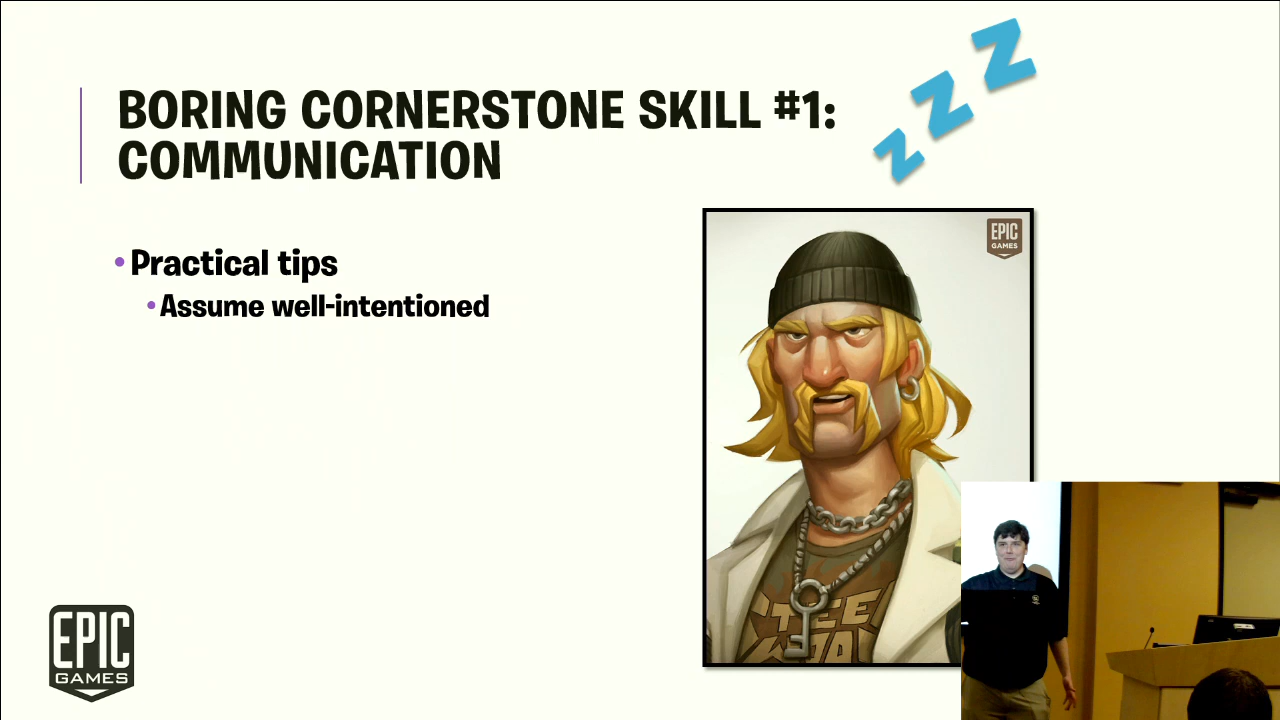 BORING CORNERSTONE SKILL #1:
COMMUNICATION
z z z
• Practical tips
• Assume well-intentioned
EPIC
GAMES
EPIC
GAMES